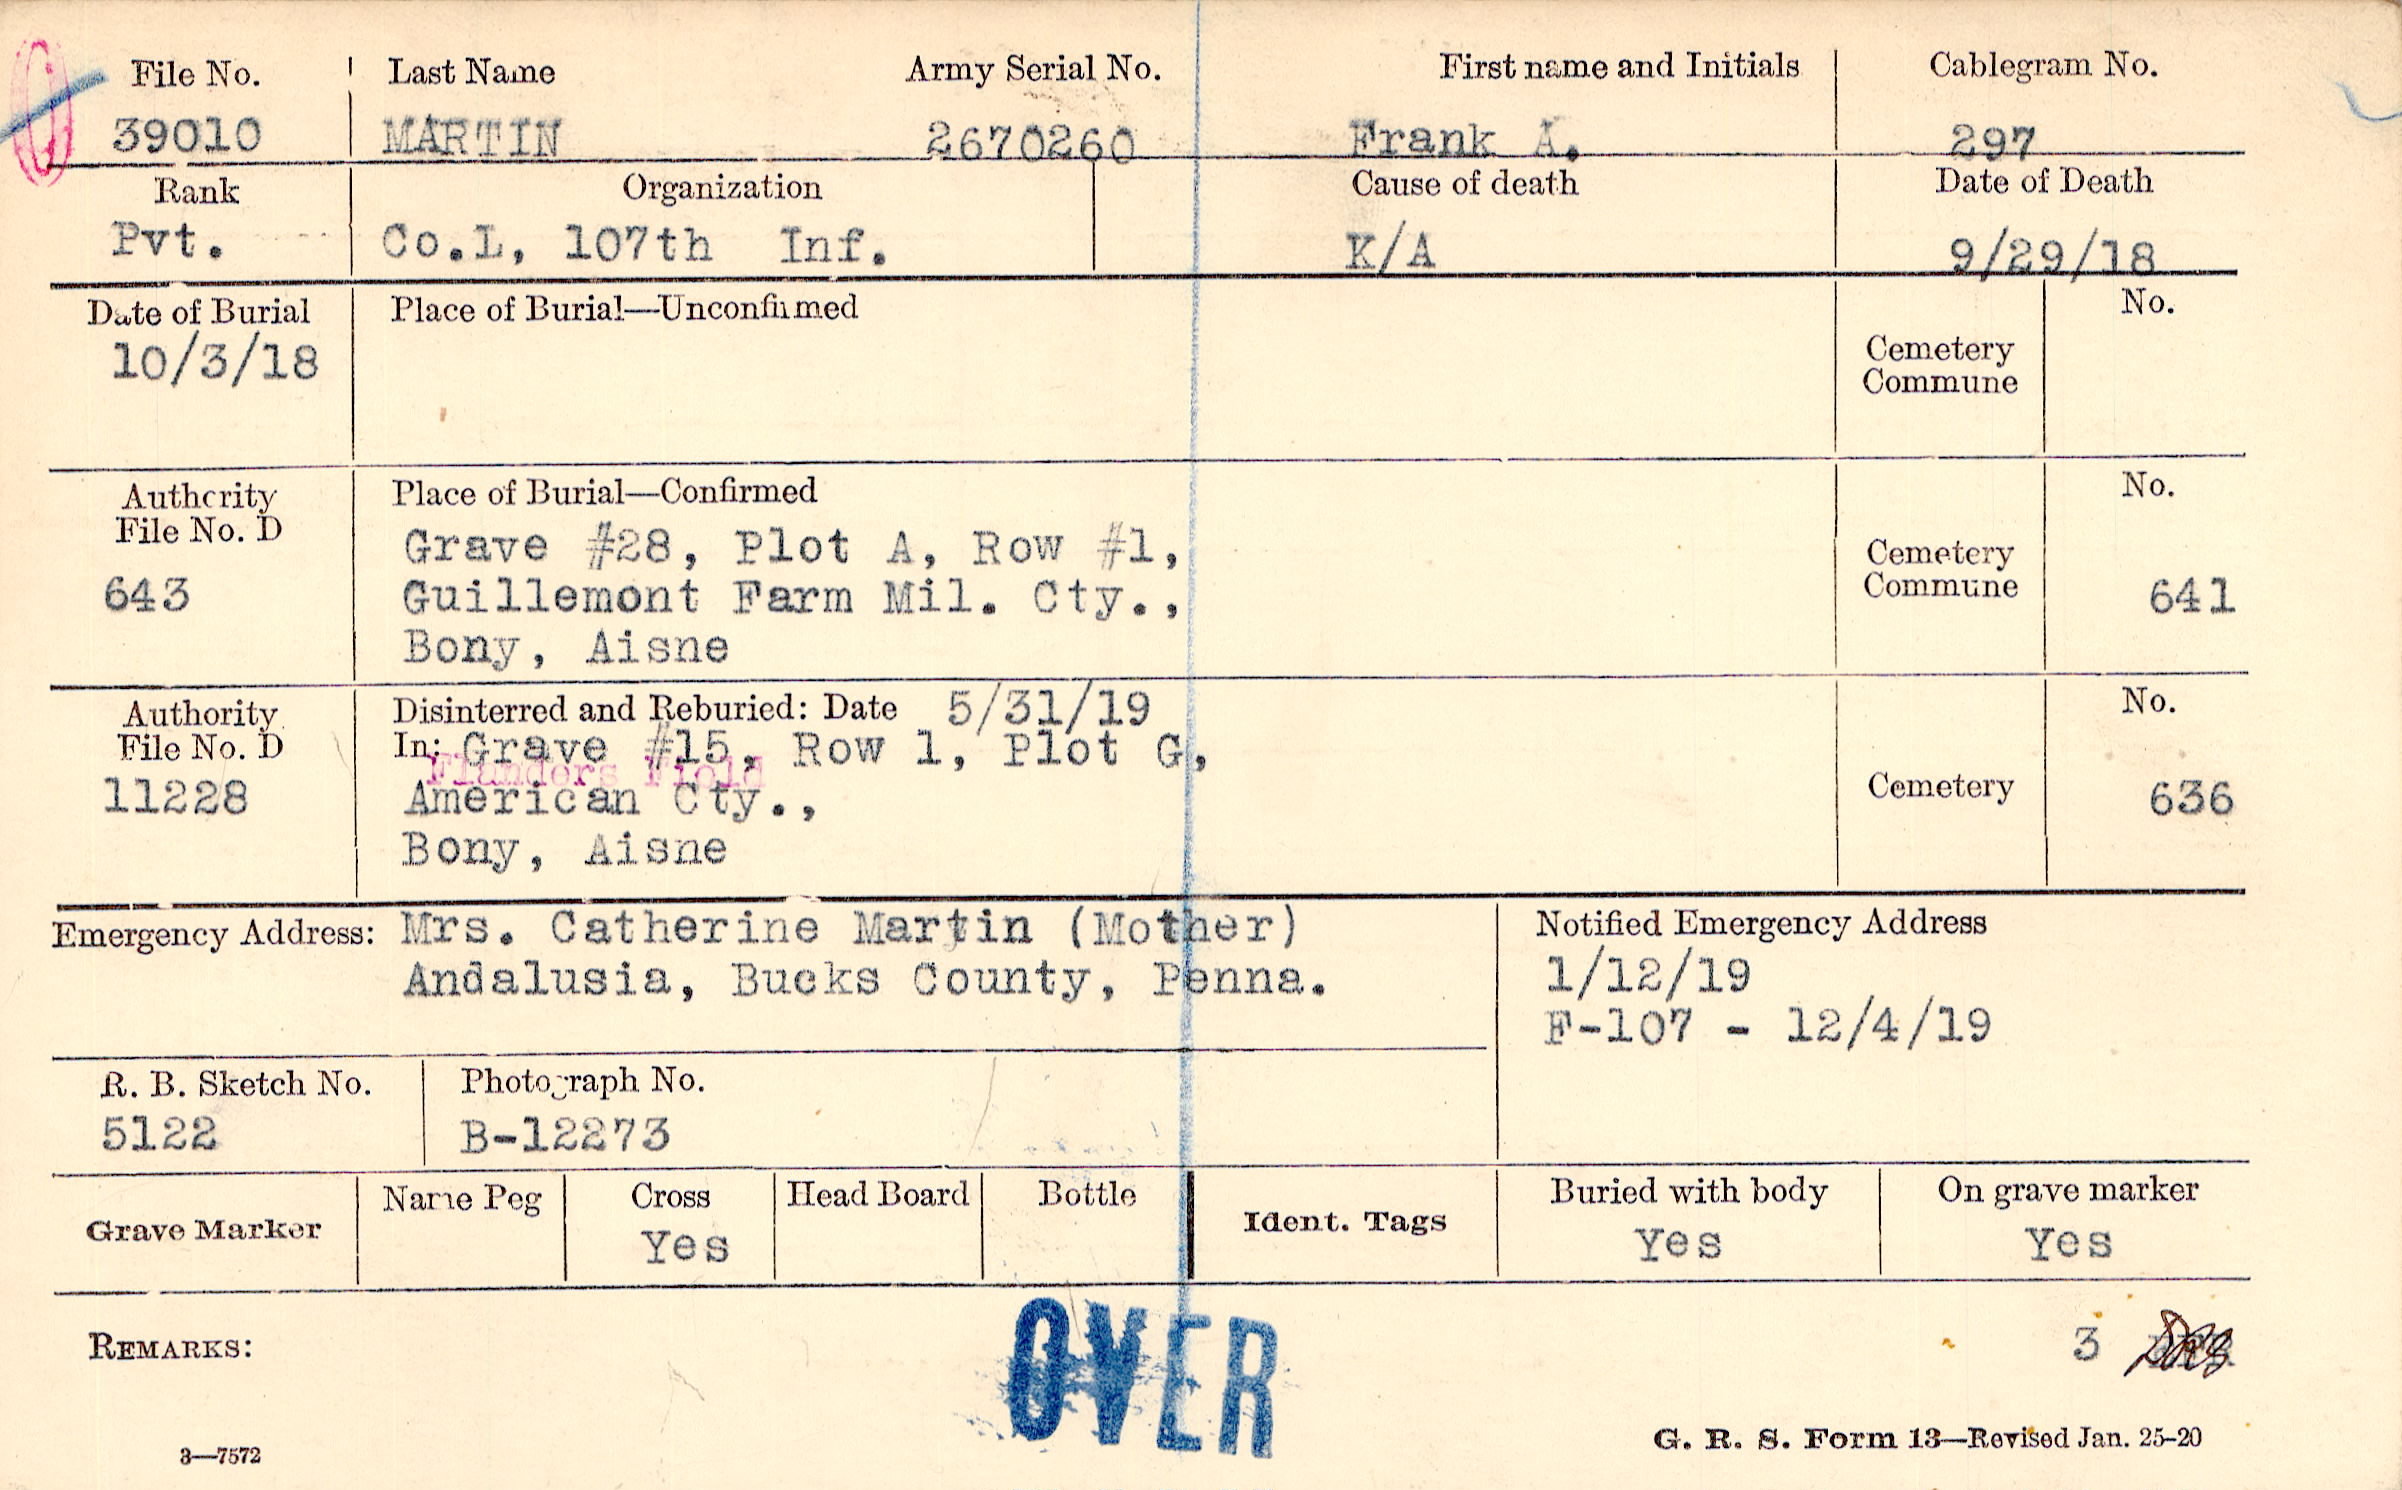 File No. Last Name Army Serial No. First name and Initials Cablegram No.
39010 MARTIN 2670260 Frank A. 297
Rank Organization Cause of death Date of Death
Pvt. Co.L, 107th Inf. K/A 9/29/18
Date of Burial Place of Burial—Unconfirmed No.
10/3/18
Cemetery
Commune
Authority Place of Burial—Confirmed No.
File No. D
Grave #28, Plot A, Row #1,
Cemetery
643 Guillemont Farm Mil. Cty., Commune 641
Bony, Aisne
Authority Disinterred and Reburied: Date 5/31/19 No.
File No. D In: Grave #15, Row 1, Plot G,
Flanders Field
11228 American Cty., Cemetery 636
Bony, Aisne
Emergency Address: Mrs. Catherine Martin (Mother) Notified Emergency Address
Andalusia, Bucks County, Penna. 1/12/19
F-107 - 12/4/19
R. B. Sketch No. Photograph No.
5122 B-12273
Grave Marker Name Peg Cross Head Board Bottle Ident. Tags Buried with body On grave marker
Yes Yes Yes
REMARKS: OVER 3
3—7572 G. R. S. Form 13—Revised Jan. 25-20